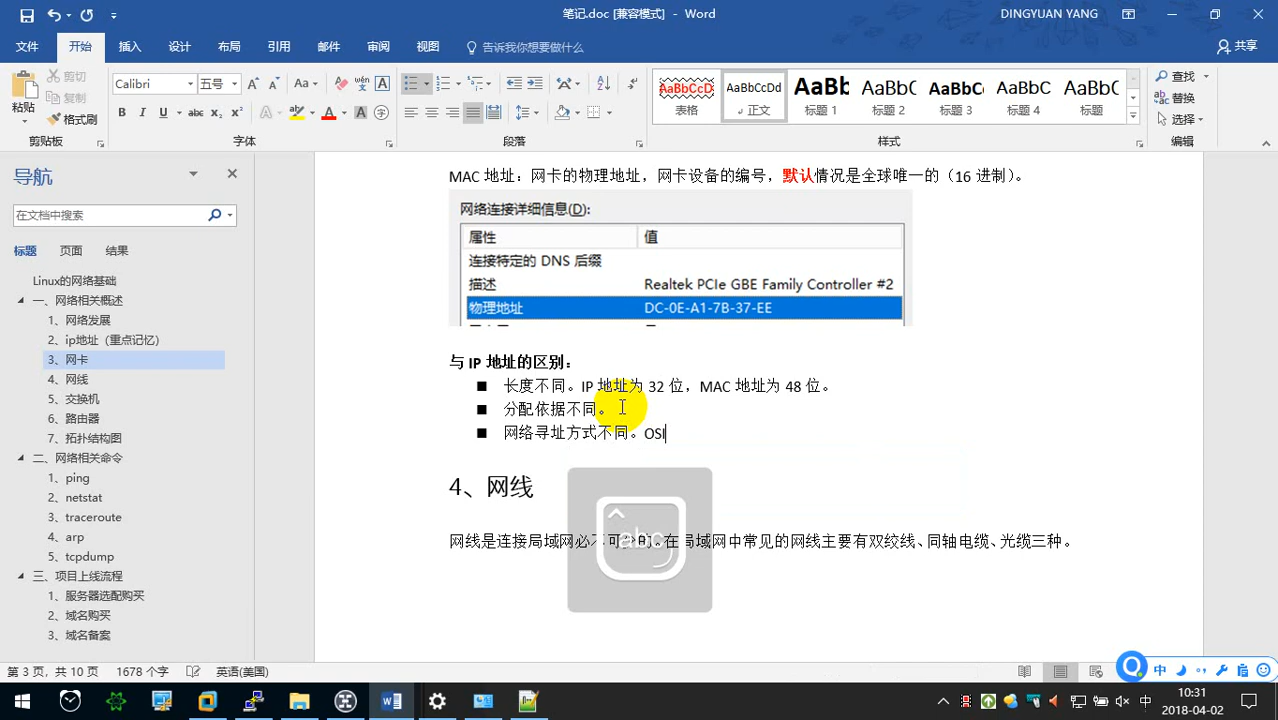 笔记.doc [兼容模式] - Word
DINGYUAN YANG
文件 开始 插入 设计 布局 引用 邮件 审阅 视图 告诉我你想要做什么 共享
粘贴
剪切
复制
格式刷
Calibri 五号
AaBbCcD AaBbCcDd AaBb AaBbC AaBbC AaBbC AaBbC
表格 正文 标题 1 标题 2 标题 3 标题 4 标题
查找
替换
选择
剪贴板 字体 段落 样式 编辑
导航
在文档中搜索
标题 页面 结果
Linux的网络基础
一、网络相关概述
1、网络发展
2、ip地址（重点记忆）
3、网卡
4、网线
5、交换机
6、路由器
7、拓扑结构图
二、网络相关命令
1、ping
2、netstat
3、traceroute
4、arp
5、tcpdump
三、项目上线流程
1、服务器选配购买
2、域名购买
3、域名备案
MAC 地址：网卡的物理地址，网卡设备的编号，默认情况是全球唯一的（16 进制）。
网络连接详细信息(D):
属性 值
连接特定的 DNS 后缀
描述 Realtek PCIe GBE Family Controller #2
物理地址 DC-0E-A1-7B-37-EE
与 IP 地址的区别：
■ 长度不同。IP 地址为 32 位，MAC 地址为 48 位。
■ 分配依据不同。
■ 网络寻址方式不同。OSI
4、网线
abc
网线是连接局域网必不可少的。在局域网中常见的网线主要有双绞线、同轴电缆、光缆三种。
第 3 页，共 10 页 1678 个字 英语(美国)
中
中
10:31
2018-04-02